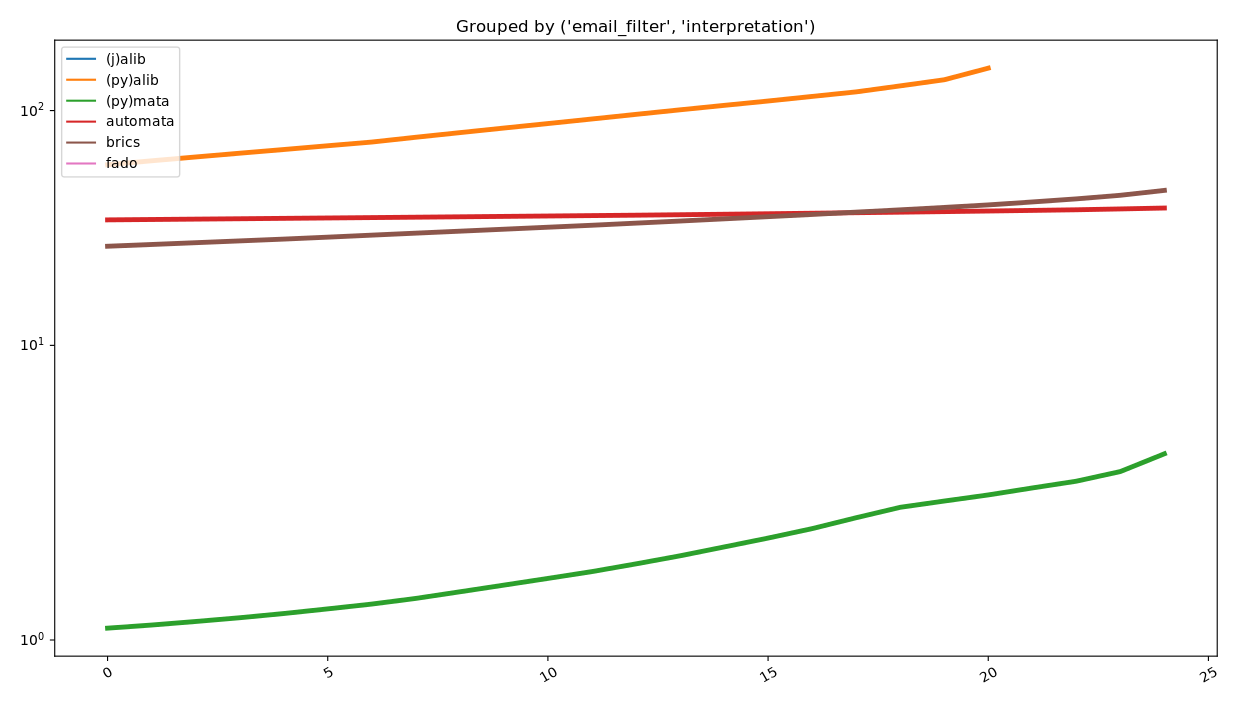 Grouped by ('email_filter', 'interpretation')
(j)alib
(py)alib
(py)mata
automata
brics
fado
10²
10¹
10⁰
0 5 10 15 20 25